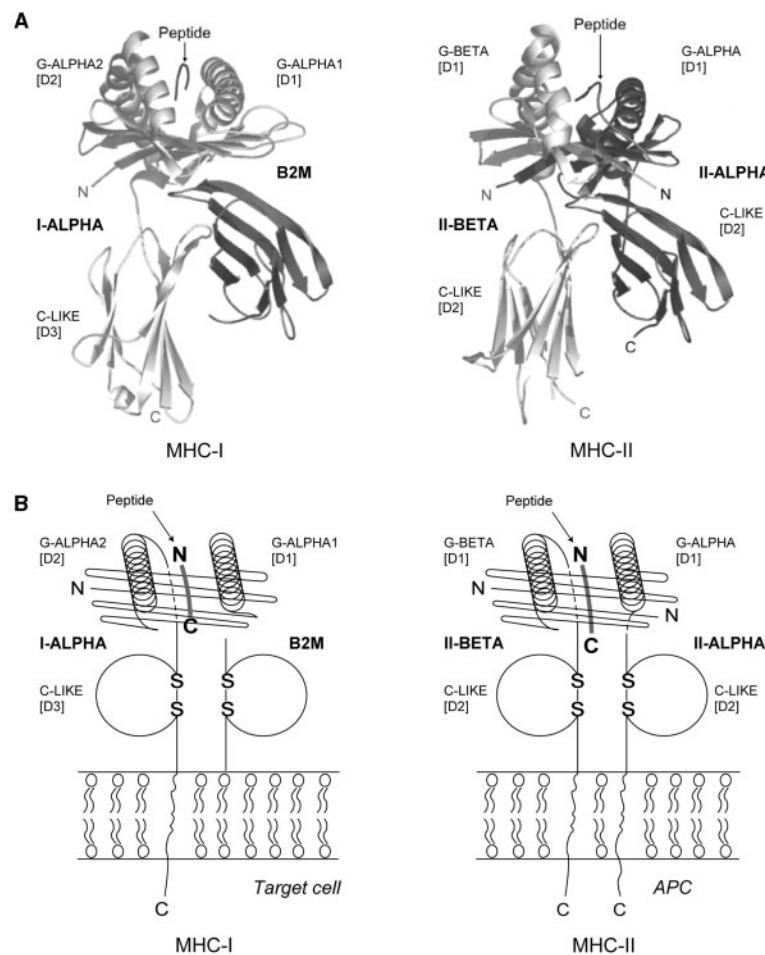 A
Peptide
G-ALPHA2
[D2]
G-ALPHA1
[D1]
N
B2M
I-ALPHA
C-LIKE
[D3]
C
MHC-I
Peptide
G-BETA
[D1]
G-ALPHA
[D1]
N
N
II-ALPHA
II-BETA
C-LIKE
[D2]
C-LIKE
[D2]
C
C
MHC-II
B
Peptide
G-ALPHA2
[D2]
N
G-ALPHA1
[D1]
N
C
I-ALPHA
B2M
C-LIKE
[D3]
S
S
S
S
Target cell
C
MHC-I
Peptide
G-BETA
[D1]
N
G-ALPHA
[D1]
N
N
C
II-BETA
II-ALPHA
C-LIKE
[D2]
S
S
S
S
C-LIKE
[D2]
APC
C
C
MHC-II